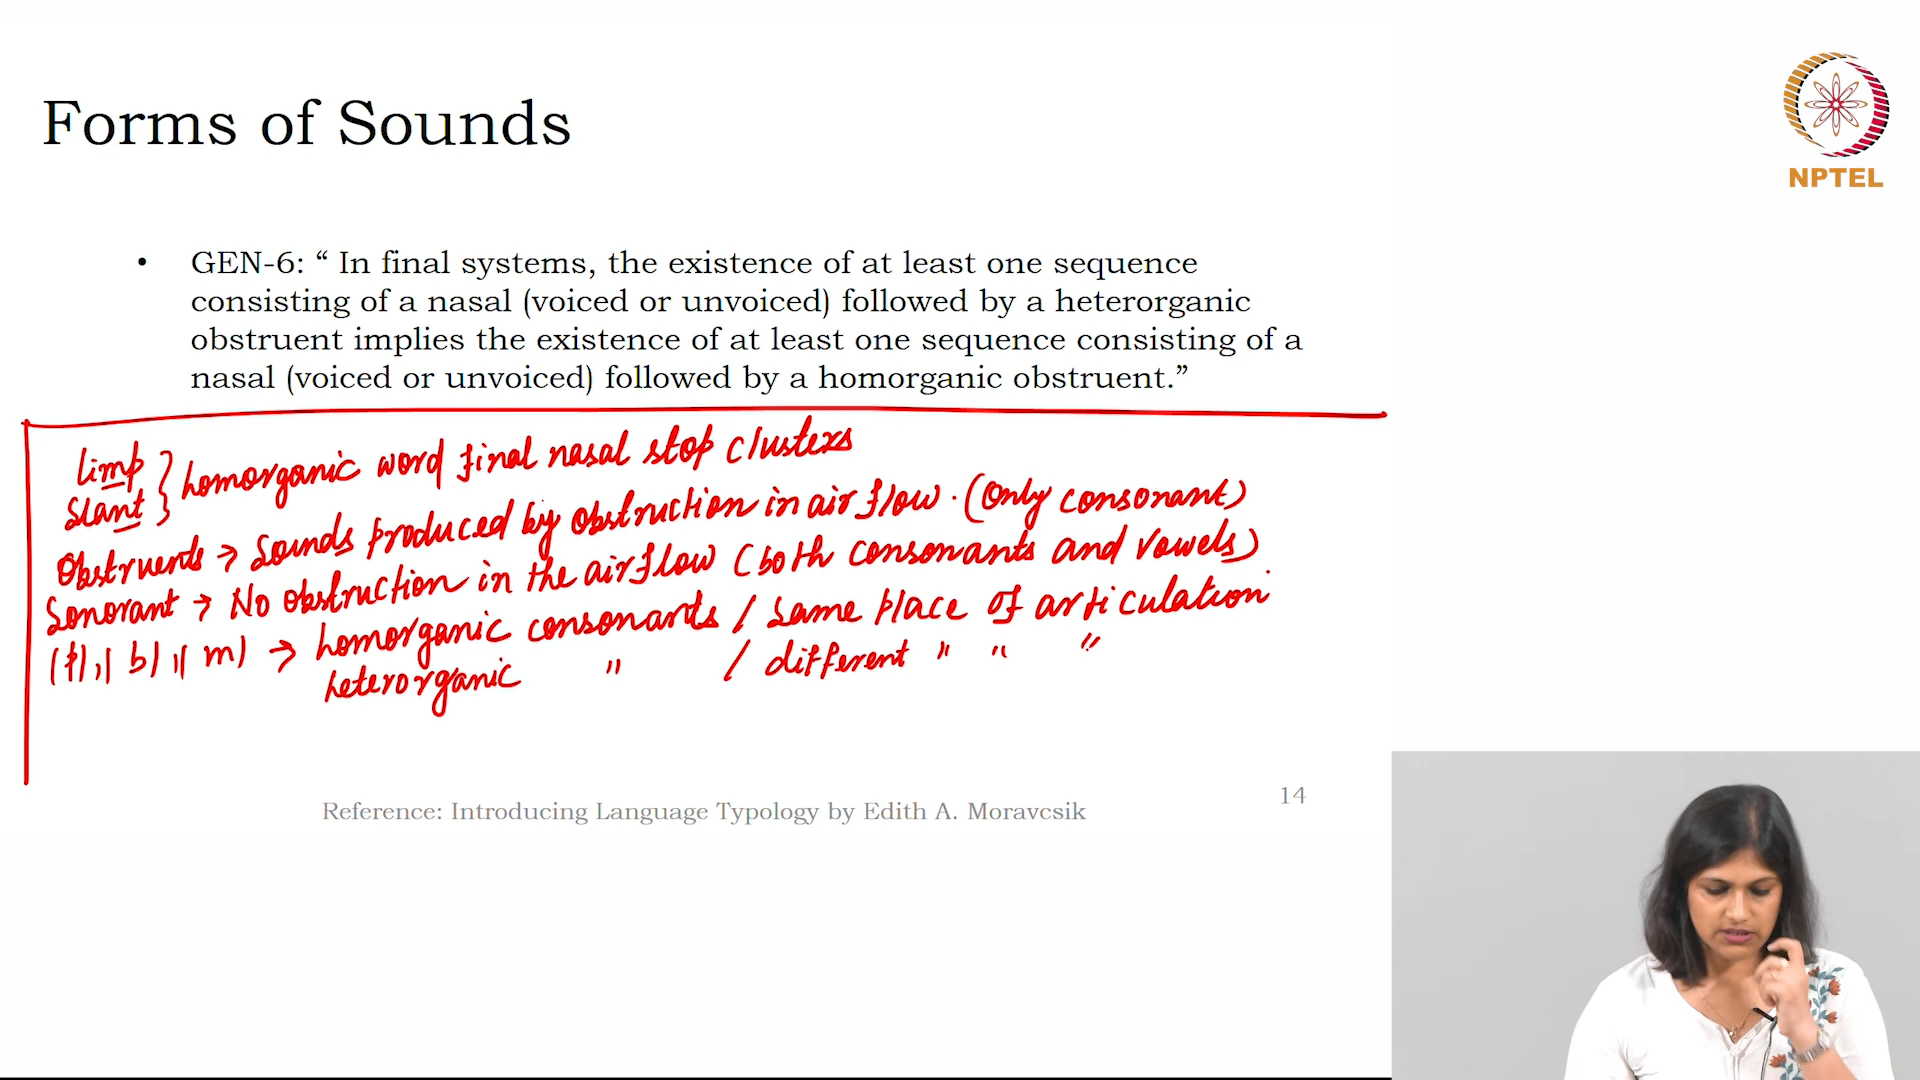 Forms of Sounds
NPTEL
• GEN-6: “ In final systems, the existence of at least one sequence
consisting of a nasal (voiced or unvoiced) followed by a heterorganic
obstruent implies the existence of at least one sequence consisting of a
nasal (voiced or unvoiced) followed by a homorganic obstruent.”
limp
slant } homorganic word final nasal stop clusters
Obstruents → Sounds produced by obstruction in air flow. (Only consonant)
Sonorant → No obstruction in the airflow (both consonants and vowels)
|p|, |b|, |m| → homorganic consonants / same place of articulation
heterorganic " / different " " "
Reference: Introducing Language Typology by Edith A. Moravcsik
14